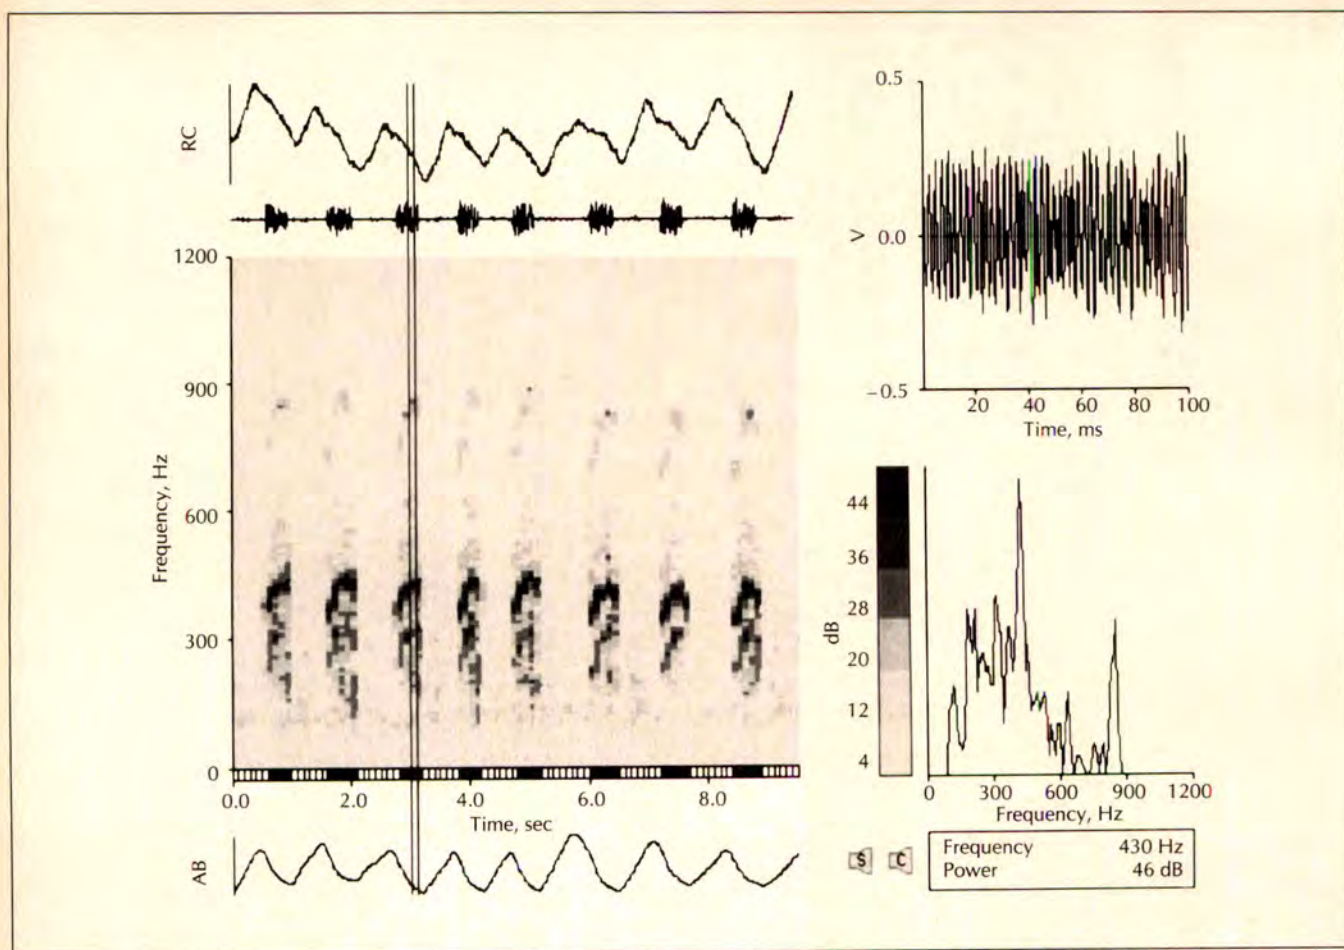 RC
1200
900
600
300
0
Frequency, Hz
0.0 2.0 4.0 6.0 8.0
Time, sec
AB
0.5
0.0
−0.5
V
20 40 60 80 100
Time, ms
44
36
28
20
12
4
dB
0 300 600 900 1200
Frequency, Hz
S C
Frequency 430 Hz
Power 46 dB